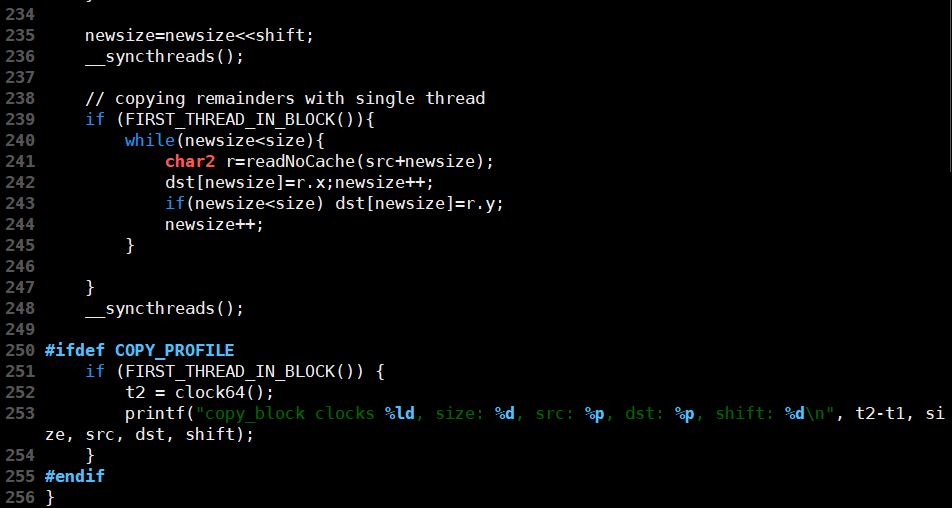 234
235     newsize=newsize<<shift;
236     __syncthreads();
237
238     // copying remainders with single thread
239     if (FIRST_THREAD_IN_BLOCK()){
240         while(newsize<size){
241             char2 r=readNoCache(src+newsize);
242             dst[newsize]=r.x;newsize++;
243             if(newsize<size) dst[newsize]=r.y;
244             newsize++;
245         }
246
247     }
248     __syncthreads();
249
250 #ifdef COPY_PROFILE
251     if (FIRST_THREAD_IN_BLOCK()) {
252         t2 = clock64();
253         printf("copy_block clocks %ld, size: %d, src: %p, dst: %p, shift: %d\n", t2-t1, si
ze, src, dst, shift);
254     }
255 #endif
256 }